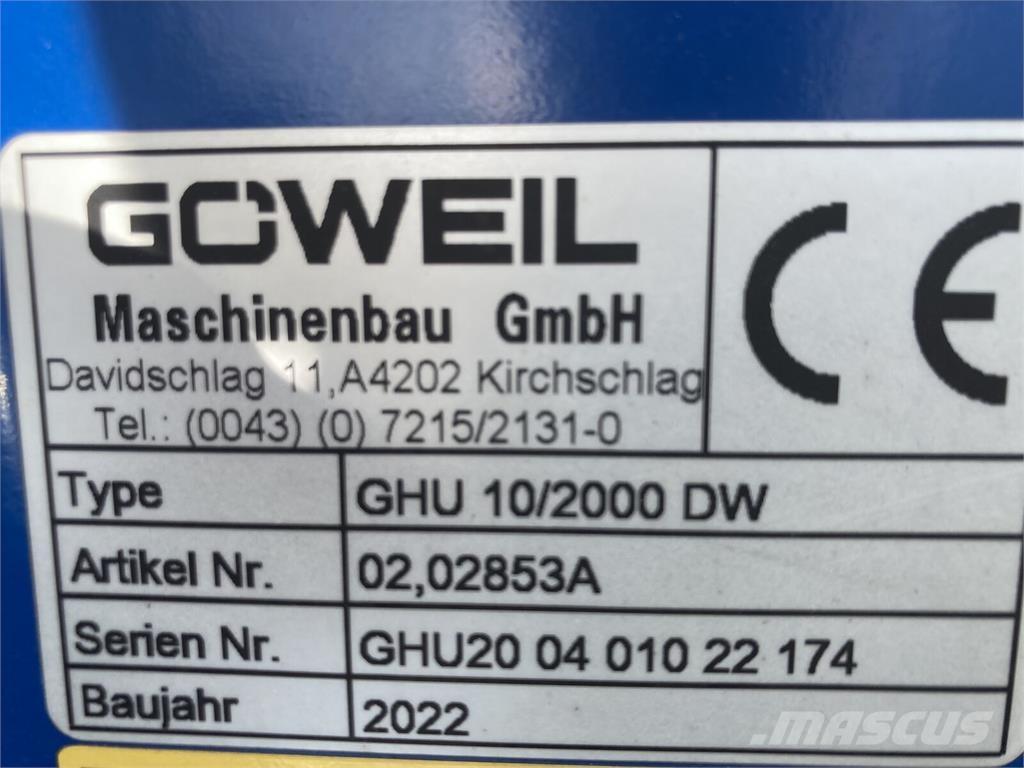 GÖWEIL
Maschinenbau GmbH
Davidschlag 11,A4202 Kirchschlag
Tel.: (0043) (0) 7215/2131-0
CE
Type GHU 10/2000 DW
Artikel Nr. 02,02853A
Serien Nr. GHU20 04 010 22 174
Baujahr 2022
MASCUS